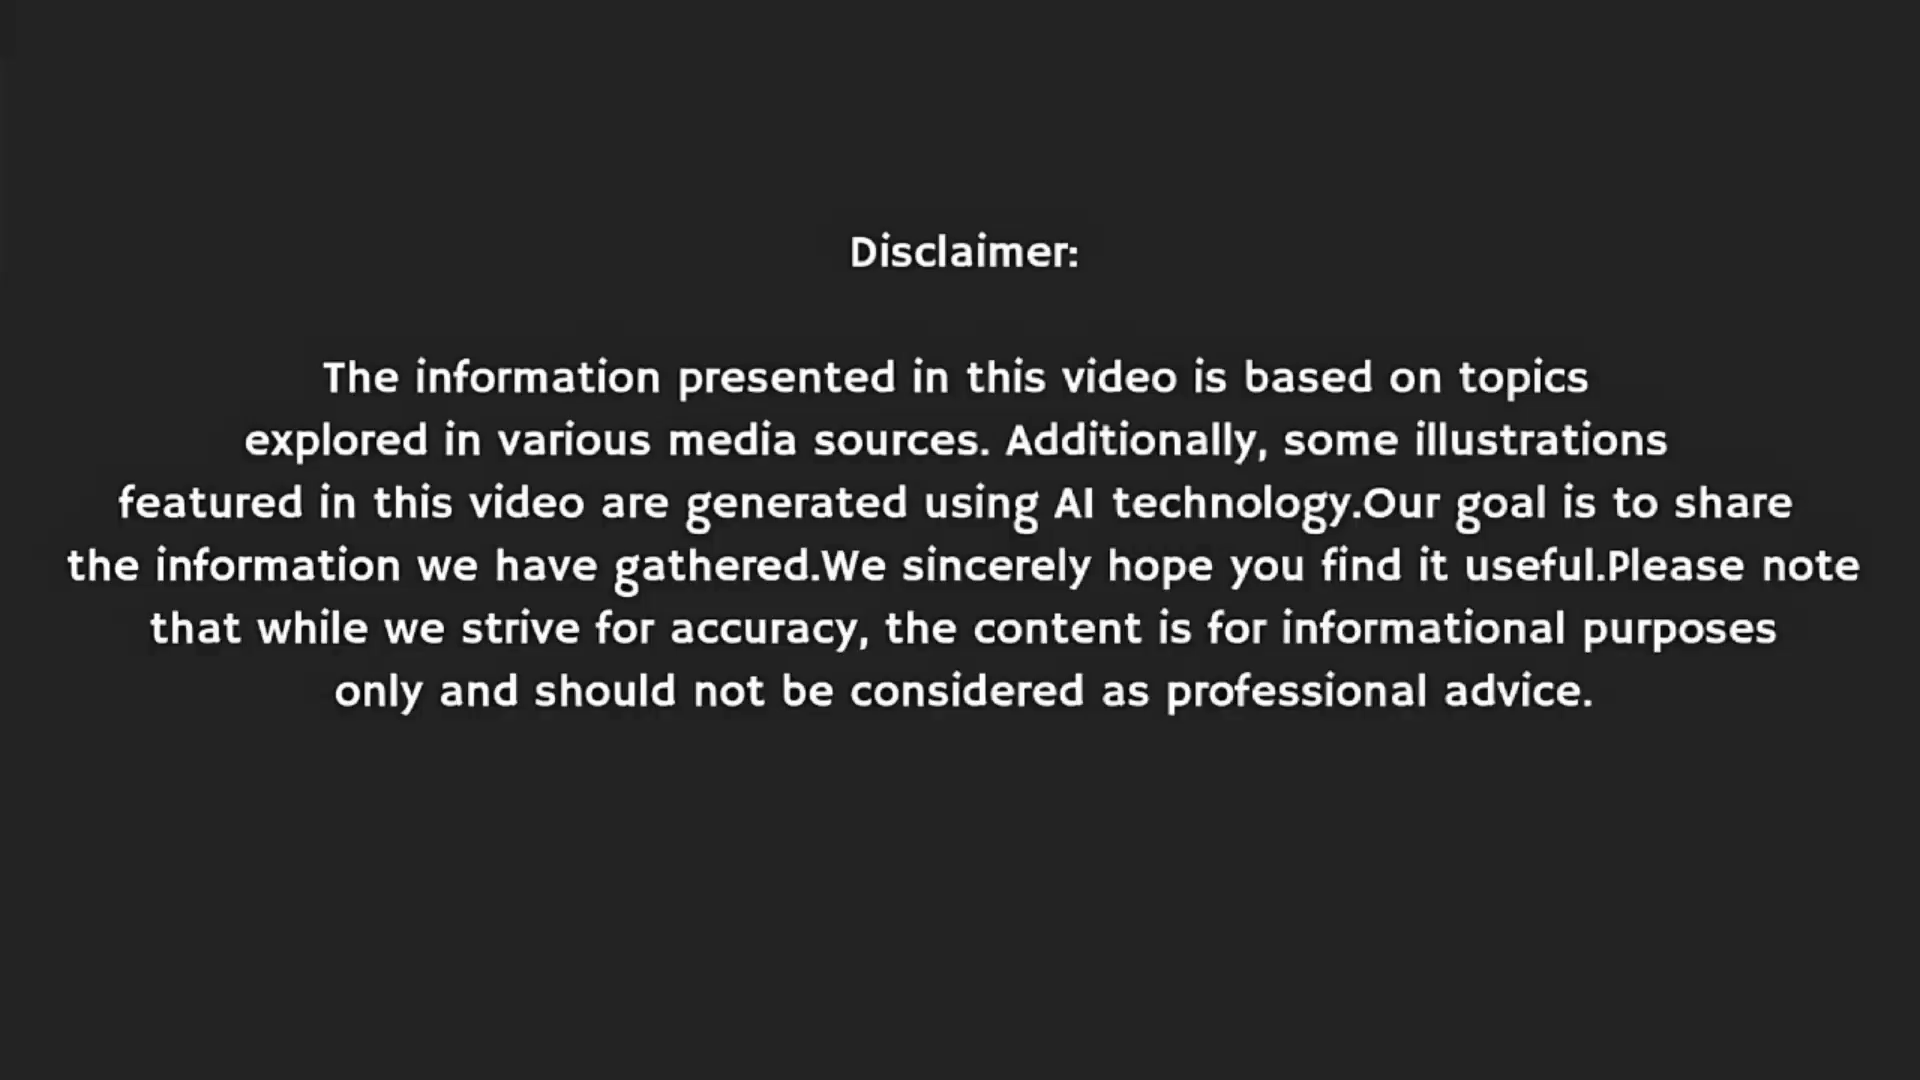 Disclaimer:
The information presented in this video is based on topics
explored in various media sources. Additionally, some illustrations
featured in this video are generated using AI technology.Our goal is to share
the information we have gathered.We sincerely hope you find it useful.Please note
that while we strive for accuracy, the content is for informational purposes
only and should not be considered as professional advice.